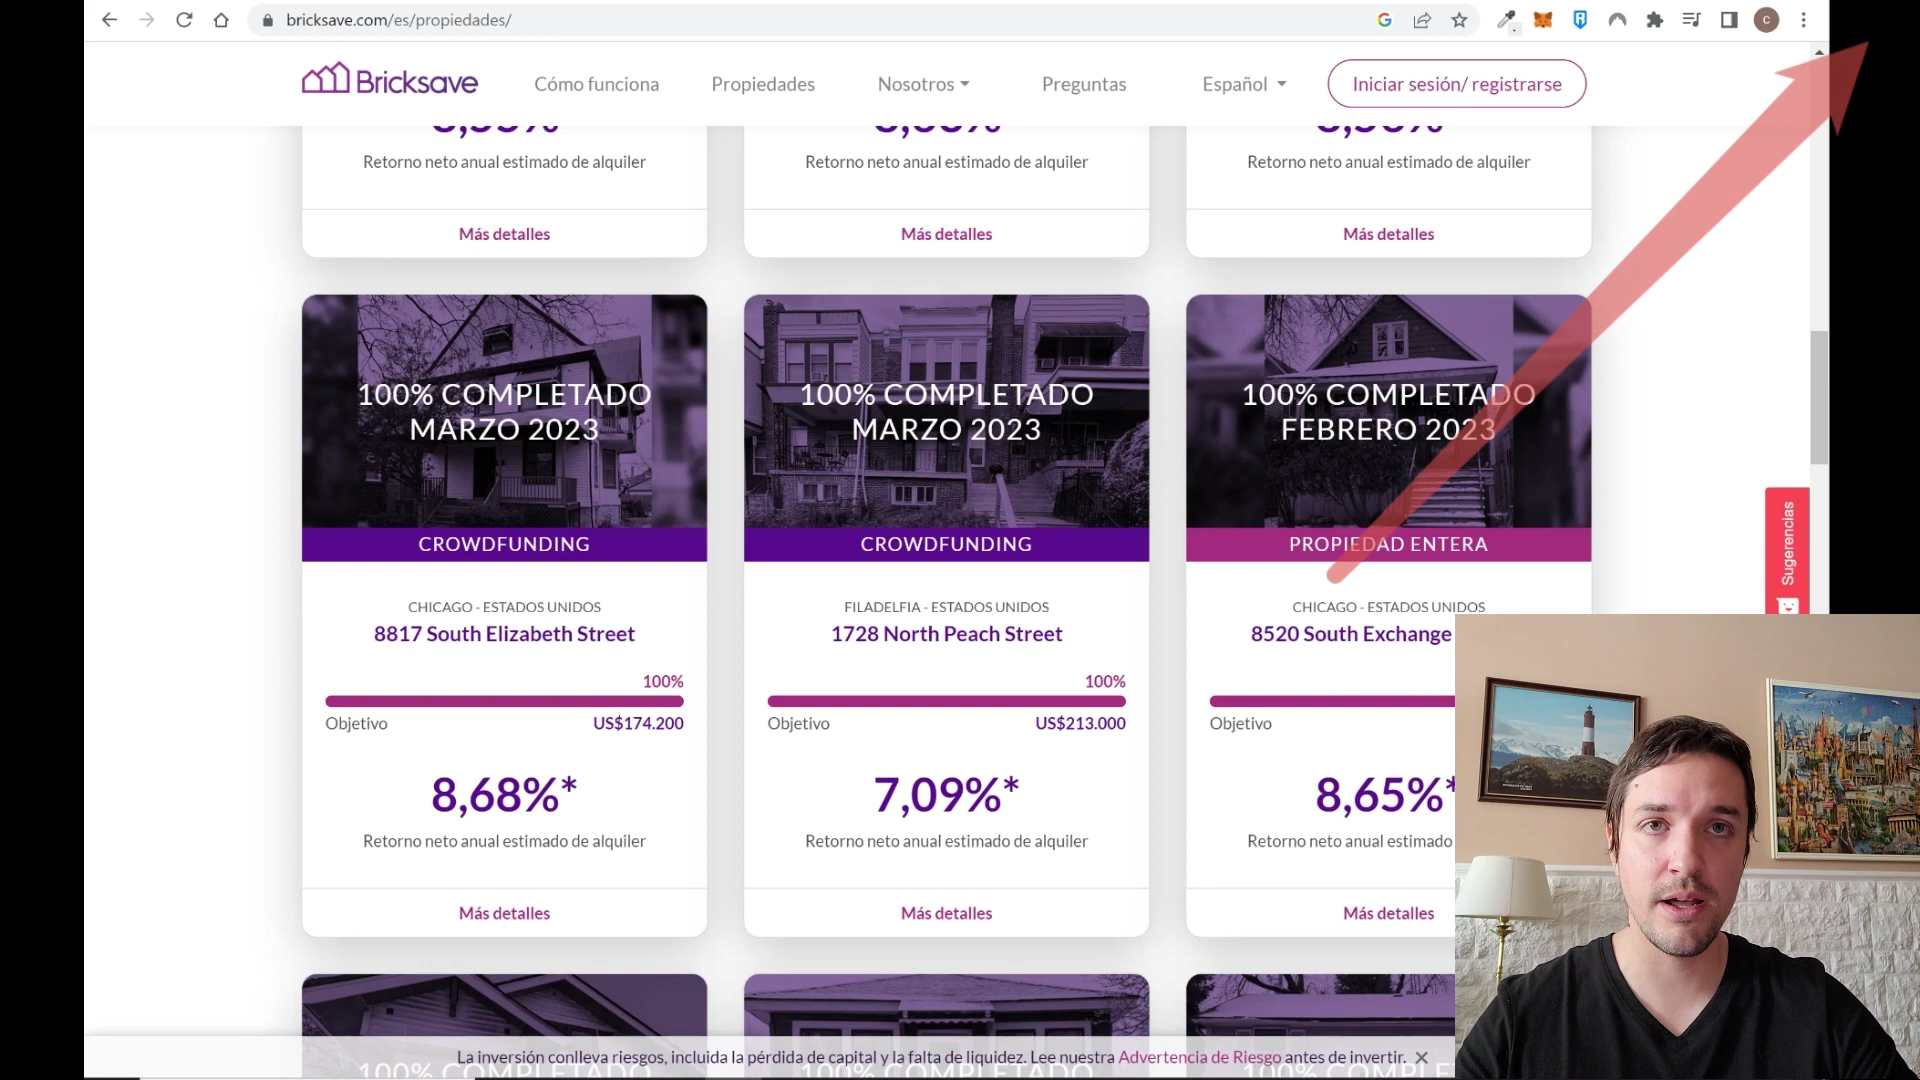 bricksave.com/es/propiedades/
C
Bricksave
Cómo funciona
Propiedades
Nosotros
Preguntas
Español
Iniciar sesión/ registrarse
Retorno neto anual estimado de alquiler
Retorno neto anual estimado de alquiler
Retorno neto anual estimado de alquiler
Más detalles
Más detalles
Más detalles
100% COMPLETADO
MARZO 2023
100% COMPLETADO
MARZO 2023
100% COMPLETADO
FEBRERO 2023
CROWDFUNDING
CROWDFUNDING
PROPIEDAD ENTERA
Sugerencias
CHICAGO - ESTADOS UNIDOS
8817 South Elizabeth Street
100%
Objetivo US$174.200
8,68%*
Retorno neto anual estimado de alquiler
Más detalles
FILADELFIA - ESTADOS UNIDOS
1728 North Peach Street
100%
Objetivo US$213.000
7,09%*
Retorno neto anual estimado de alquiler
Más detalles
CHICAGO - ESTADOS UNIDOS
8520 South Exchange
Objetivo
8,65%*
Retorno neto anual estimado
Más detalles
La inversión conlleva riesgos, incluida la pérdida de capital y la falta de liquidez. Lee nuestra Advertencia de Riesgo antes de invertir.
100% COMPLETADO
100% COMPLETADO